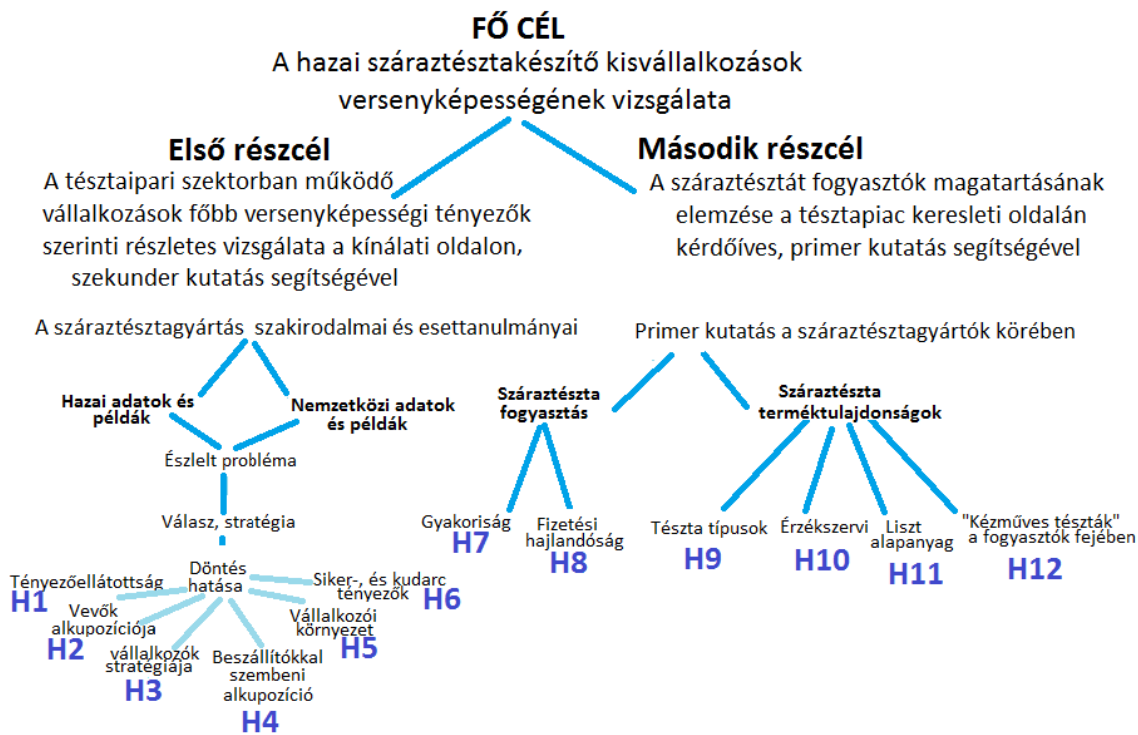 FŐ CÉL
A hazai száraztésztakészítő kisvállalkozások
versenyképességének vizsgálata
Első részcél
A tésztaipari szektorban működő
vállalkozások főbb versenyképességi tényezők
szerinti részletes vizsgálata a kínálati oldalon,
szekunder kutatás segítségével
Második részcél
A száraztésztát fogyasztók magatartásának
elemzése a tésztapiac keresleti oldalán
kérdőíves, primer kutatás segítségével
A száraztésztagyártás szakirodalmai és esettanulmányai
Primer kutatás a száraztésztagyártók körében
Hazai adatok és
példák
Nemzetközi adatok
és példák
Száraztészta
fogyasztás
Száraztészta
terméktulajdonságok
Észlelt probléma
Válasz, stratégia
Döntés
hatása
Tényezőellátottság
H1
Vevők
alkupozíciója
H2
vállalkozók
stratégiája
H3
Beszállítókkal
szembeni
alkupozíció
H4
Vállalkozói
környezet
H5
Siker-, és kudarc
tényezők
H6
Gyakoriság
H7
Fizetési
hajlandóság
H8
Tészta típusok
H9
Érzékszervi
H10
Liszt
alapanyag
H11
"Kézműves tészták"
a fogyasztók fejében
H12